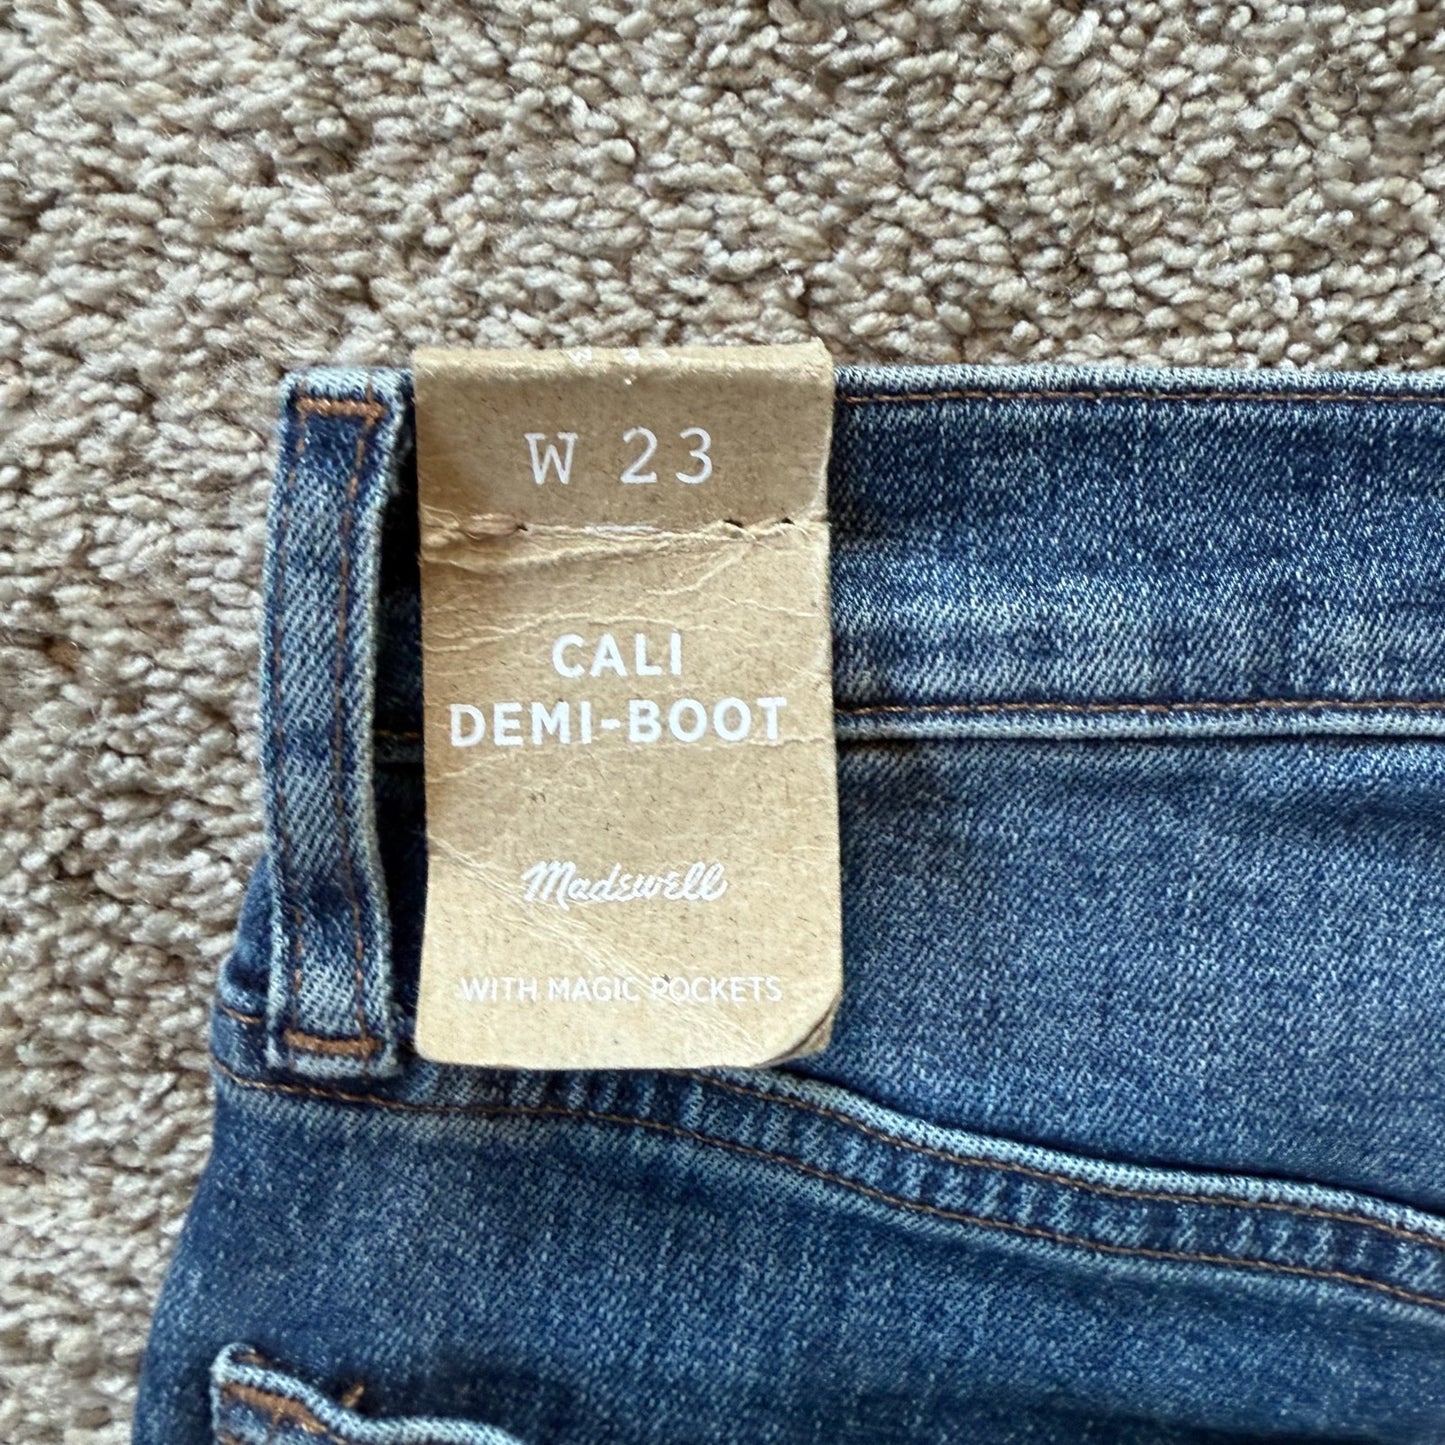 W 23
CALI
DEMI-BOOT
Madewell
WITH MAGIC POCKETS